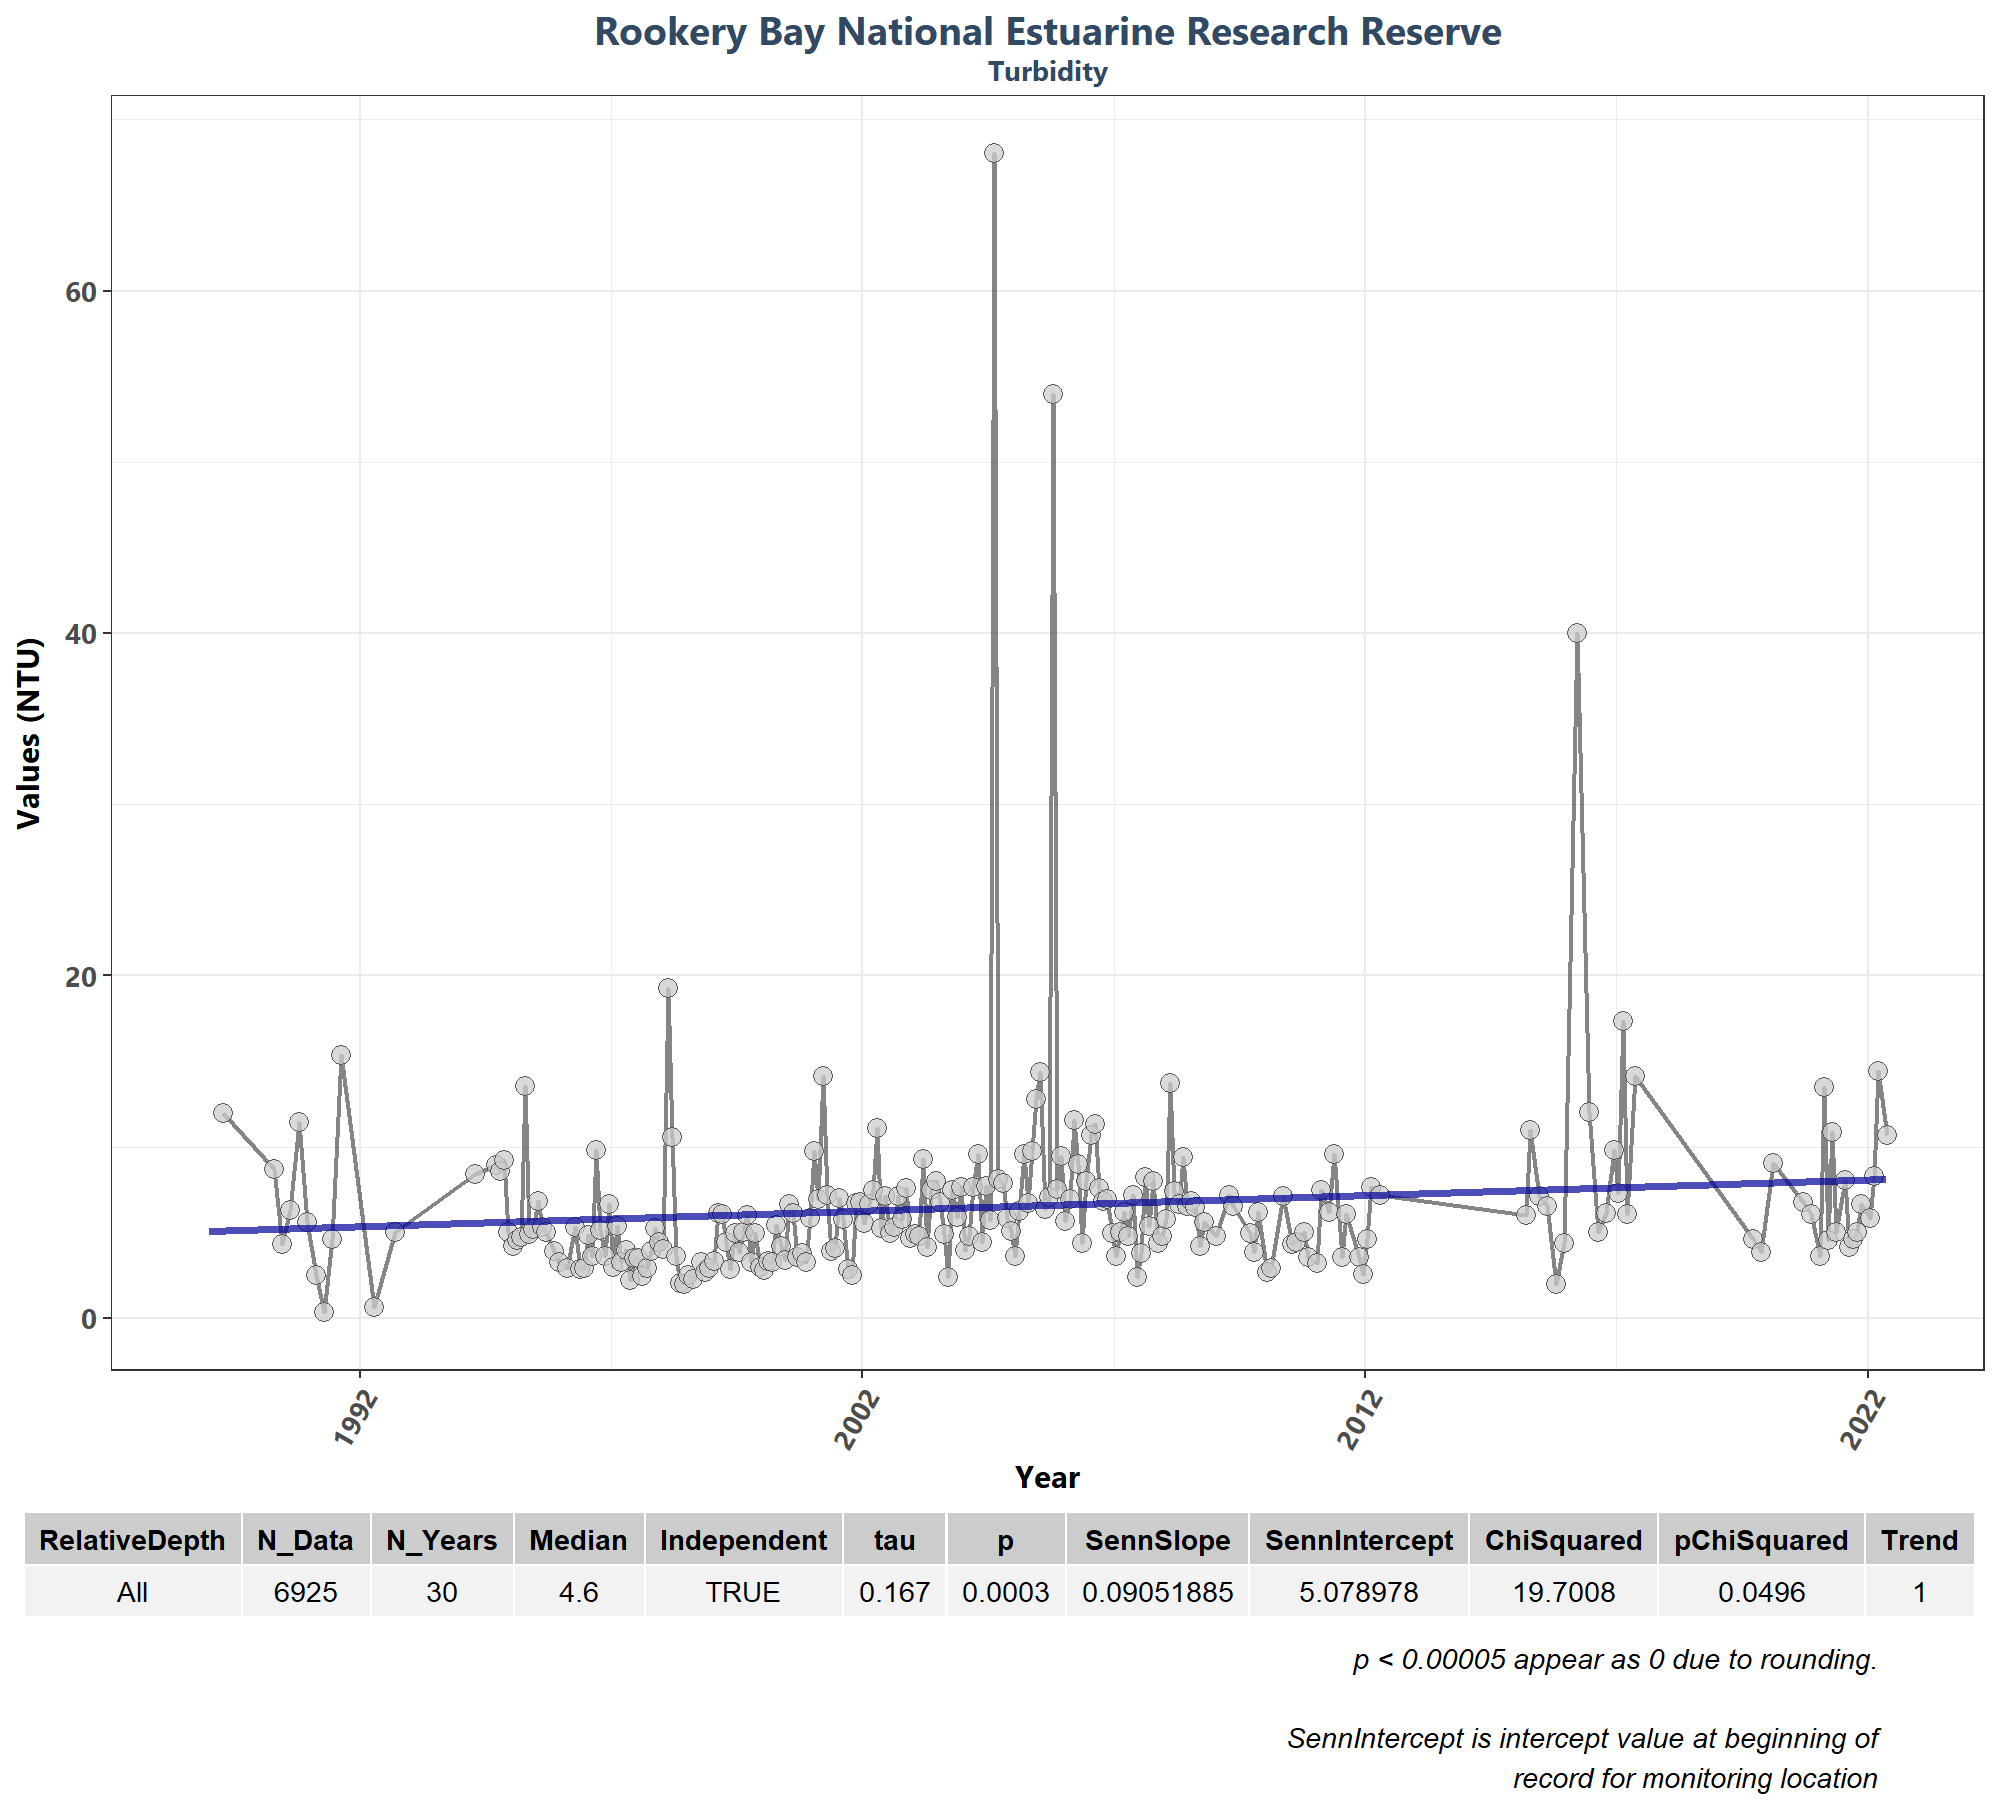 Rookery Bay National Estuarine Research Reserve
Turbidity
Values (NTU)
60
40
20
0
1992
2002
2012
2022
Year
RelativeDepth N_Data N_Years Median Independent tau p SennSlope SennIntercept ChiSquared pChiSquared Trend
All 6925 30 4.6 TRUE 0.167 0.0003 0.09051885 5.078978 19.7008 0.0496 1
p < 0.00005 appear as 0 due to rounding.
SennIntercept is intercept value at beginning of
record for monitoring location